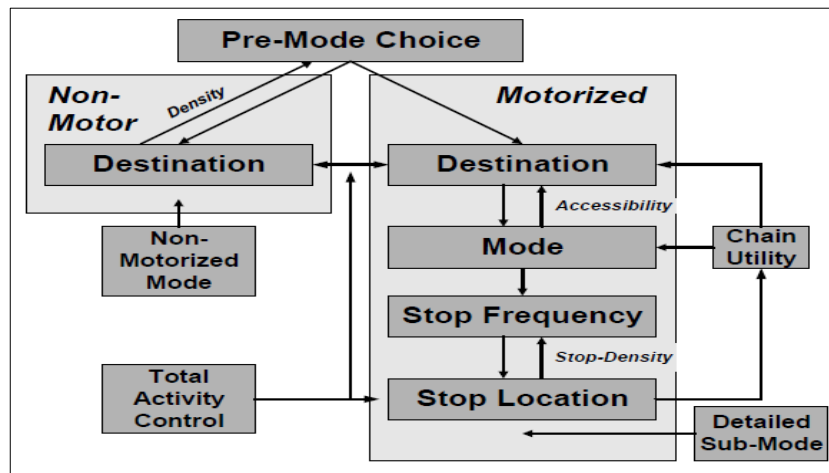 Pre-Mode Choice
Non-
Motor
Density
Motorized
Destination
Destination
Accessibility
Non-
Motorized
Mode
Mode
Chain
Utility
Stop Frequency
Stop-Density
Total
Activity
Control
Stop Location
Detailed
Sub-Mode